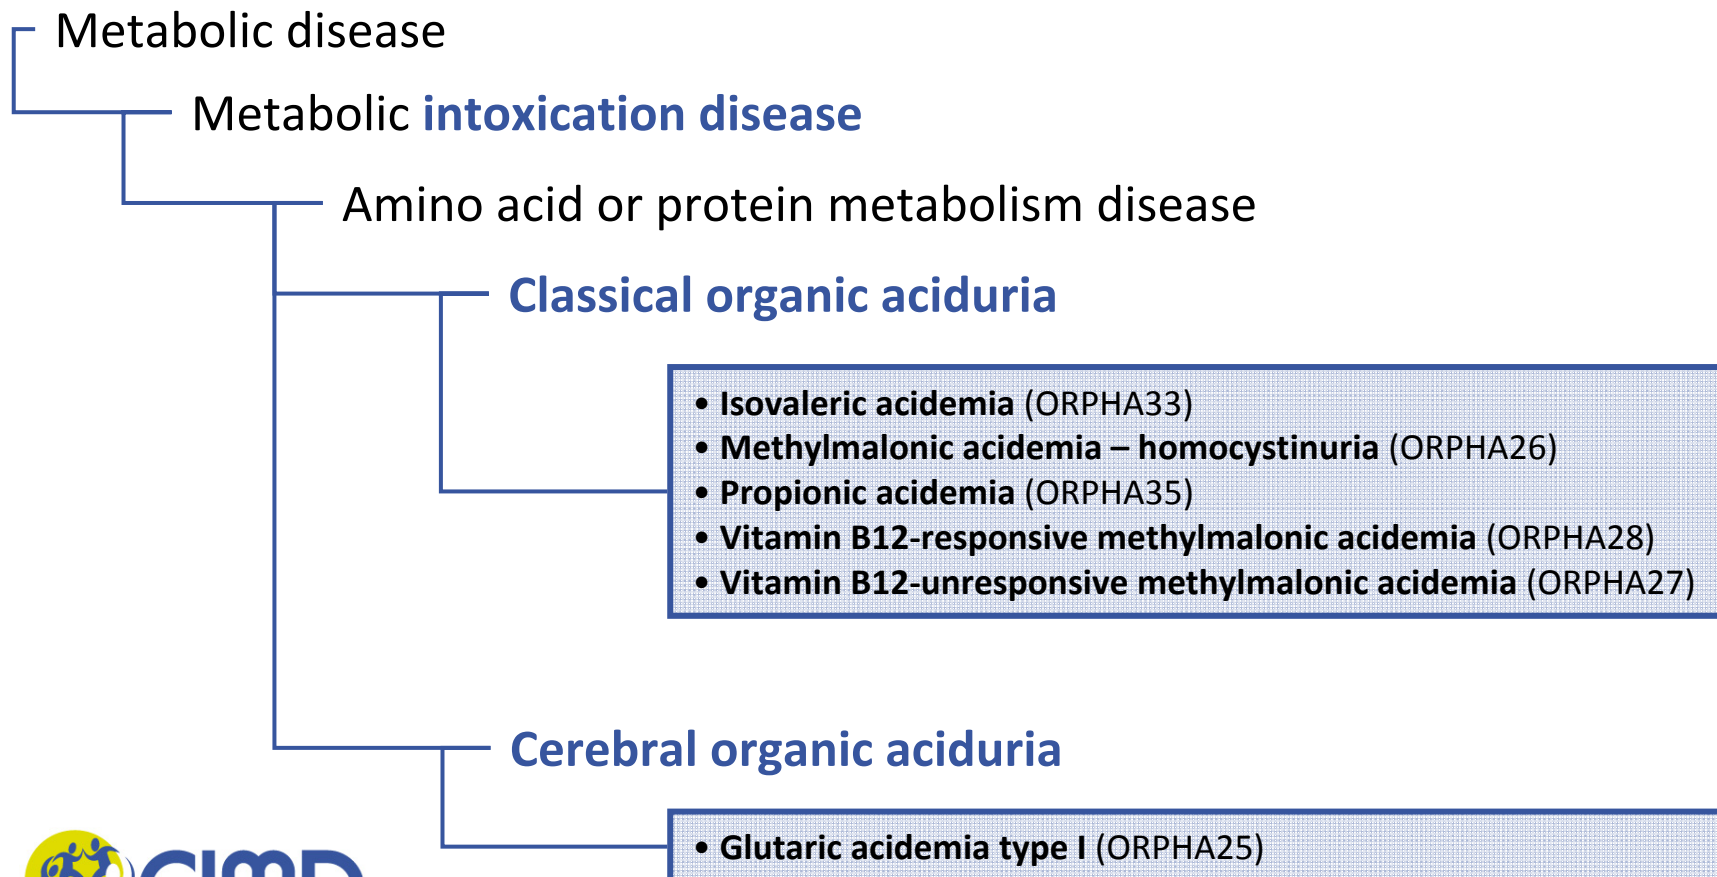 Metabolic disease
Metabolic intoxication disease
Amino acid or protein metabolism disease
Classical organic aciduria
• Isovaleric acidemia (ORPHA33)
• Methylmalonic acidemia – homocystinuria (ORPHA26)
• Propionic acidemia (ORPHA35)
• Vitamin B12-responsive methylmalonic acidemia (ORPHA28)
• Vitamin B12-unresponsive methylmalonic acidemia (ORPHA27)
Cerebral organic aciduria
• Glutaric acidemia type I (ORPHA25)